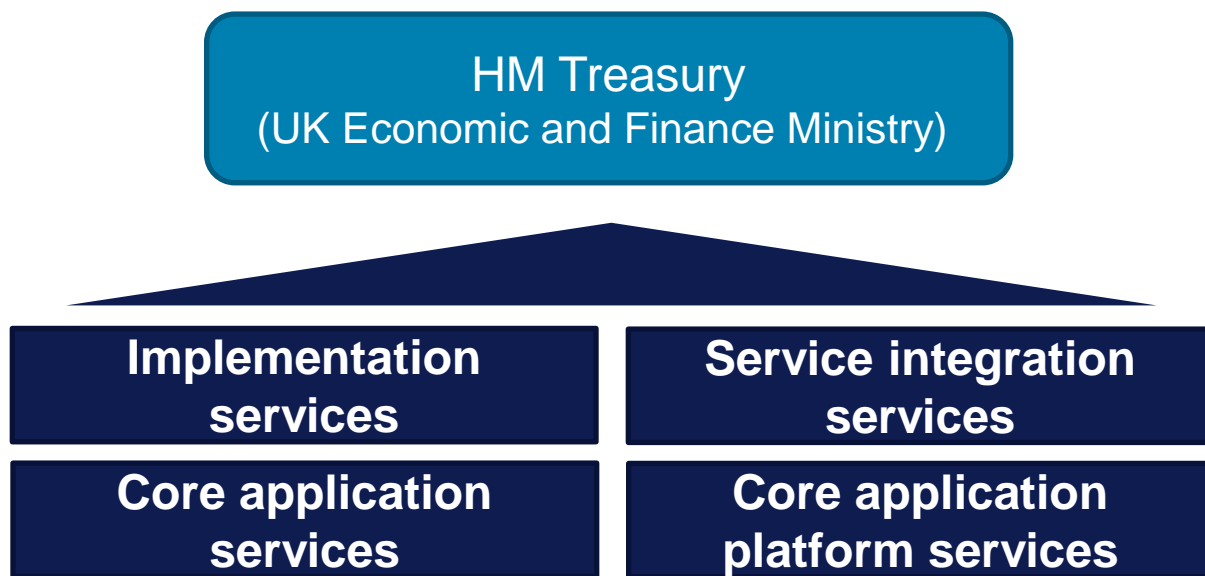 HM Treasury
(UK Economic and Finance Ministry)
Implementation
services
Service integration
services
Core application
services
Core application
platform services